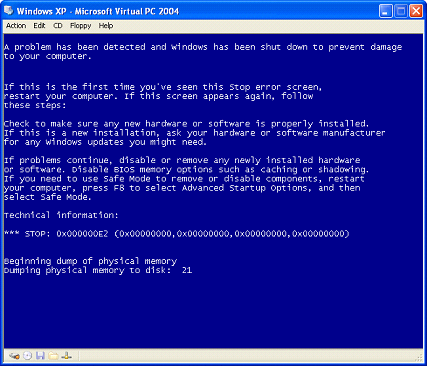 Windows XP - Microsoft Virtual PC 2004
Action Edit CD Floppy Help
A problem has been detected and Windows has been shut down to prevent damage
to your computer.
If this is the first time you've seen this Stop error screen,
restart your computer. If this screen appears again, follow
these steps:
Check to make sure any new hardware or software is properly installed.
If this is a new installation, ask your hardware or software manufacturer
for any Windows updates you might need.
If problems continue, disable or remove any newly installed hardware
or software. Disable BIOS memory options such as caching or shadowing.
If you need to use Safe Mode to remove or disable components, restart
your computer, press F8 to select Advanced Startup Options, and then
select Safe Mode.
Technical information:
*** STOP: 0x000000E2 (0x00000000,0x00000000,0x00000000,0x00000000)
Beginning dump of physical memory
Dumping physical memory to disk: 21